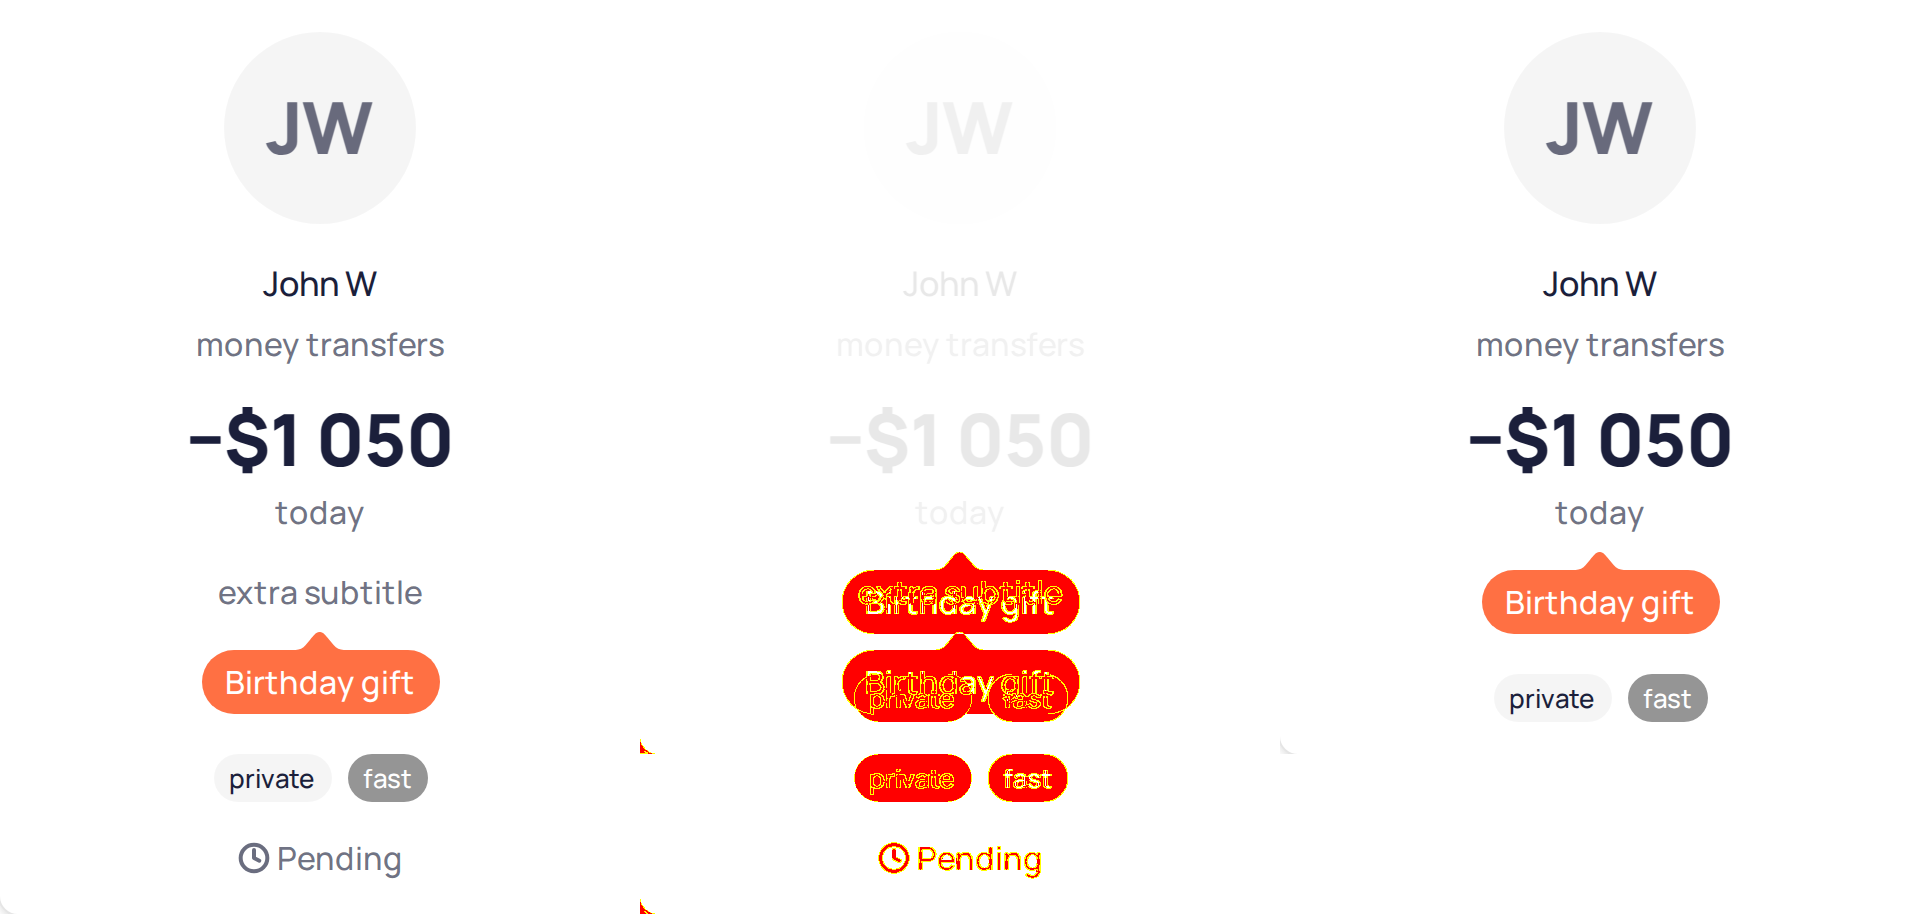 JW
John W
money transfers
−$1 050
today
extra subtitle
Birthday gift
private fast
Pending
JW
John W
money transfers
−$1 050
today
extra subtitle
Birthday gift
Birthday gift
private fast
private fast
Pending
JW
John W
money transfers
−$1 050
today
Birthday gift
private fast